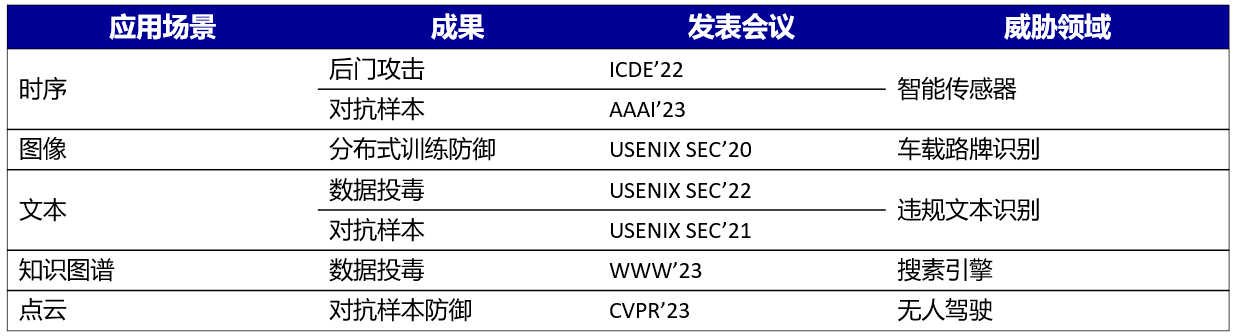 应用场景 成果 发表会议 威胁领域
时序 后门攻击 ICDE’22 智能传感器
对抗样本 AAAI’23
图像 分布式训练防御 USENIX SEC’20 车载路牌识别
文本 数据投毒 USENIX SEC’22 违规文本识别
对抗样本 USENIX SEC’21
知识图谱 数据投毒 WWW’23 搜素引擎
点云 对抗样本防御 CVPR’23 无人驾驶